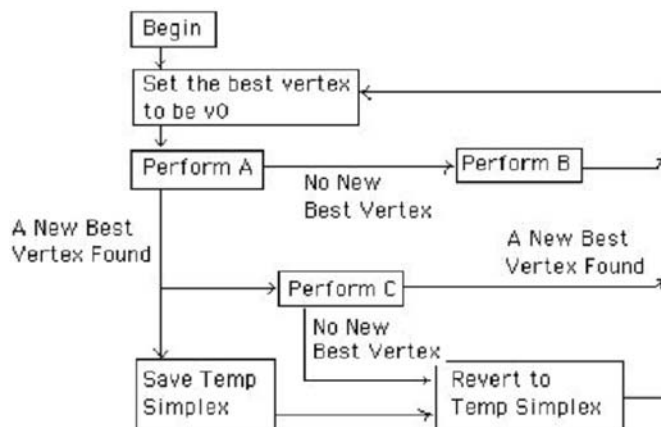 Begin
Set the best vertex
to be v0
Perform A
Perform B
No New
Best Vertex
A New Best
Vertex Found
A New Best
Vertex Found
Perform C
No New
Best Vertex
Save Temp
Simplex
Revert to
Temp Simplex